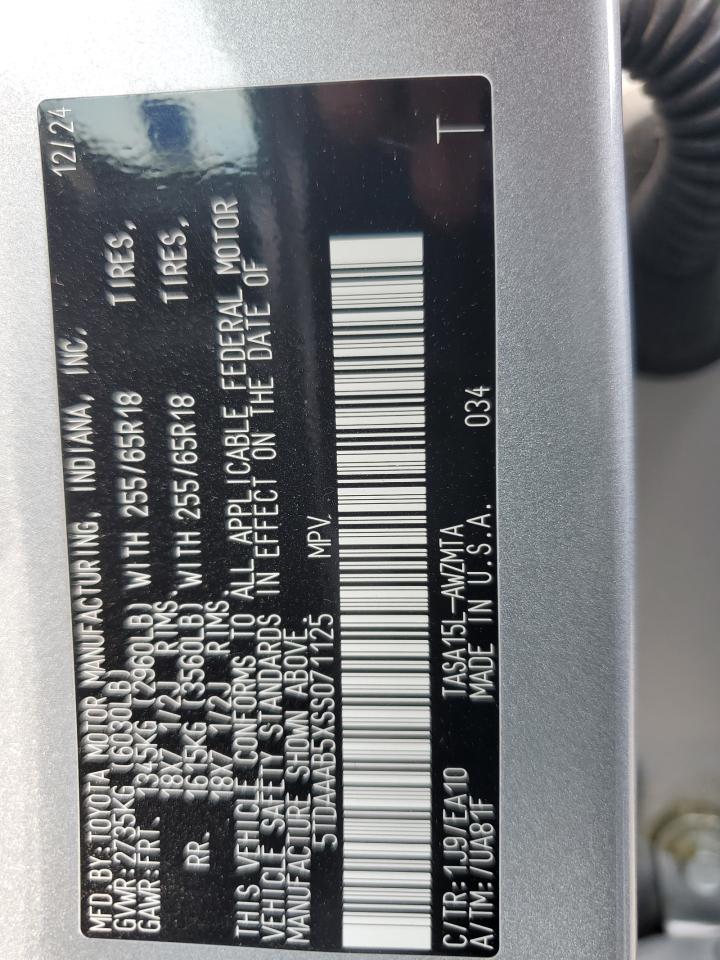 MFD.BY:TOYOTA MOTOR MANUFACTURING, INDIANA, INC. 12/24
GVWR:2735KG (6030LB)
GAWR:FRT. 1345KG (2960LB) WITH 255/65R18 TIRES,
18X7 1/2J RIMS.
RR. 1615KG (3560LB) WITH 255/65R18 TIRES,
18X7 1/2J RIMS.
THIS VEHICLE CONFORMS TO ALL APPLICABLE FEDERAL MOTOR
VEHICLE SAFETY STANDARDS IN EFFECT ON THE DATE OF
MANUFACTURE SHOWN ABOVE.
5TDAAAB5XSS071125 MPV
C/TR:1J9/EA10 TASA15L-AWZMTA T
A/TM:/UA81F MADE IN U.S.A. 034